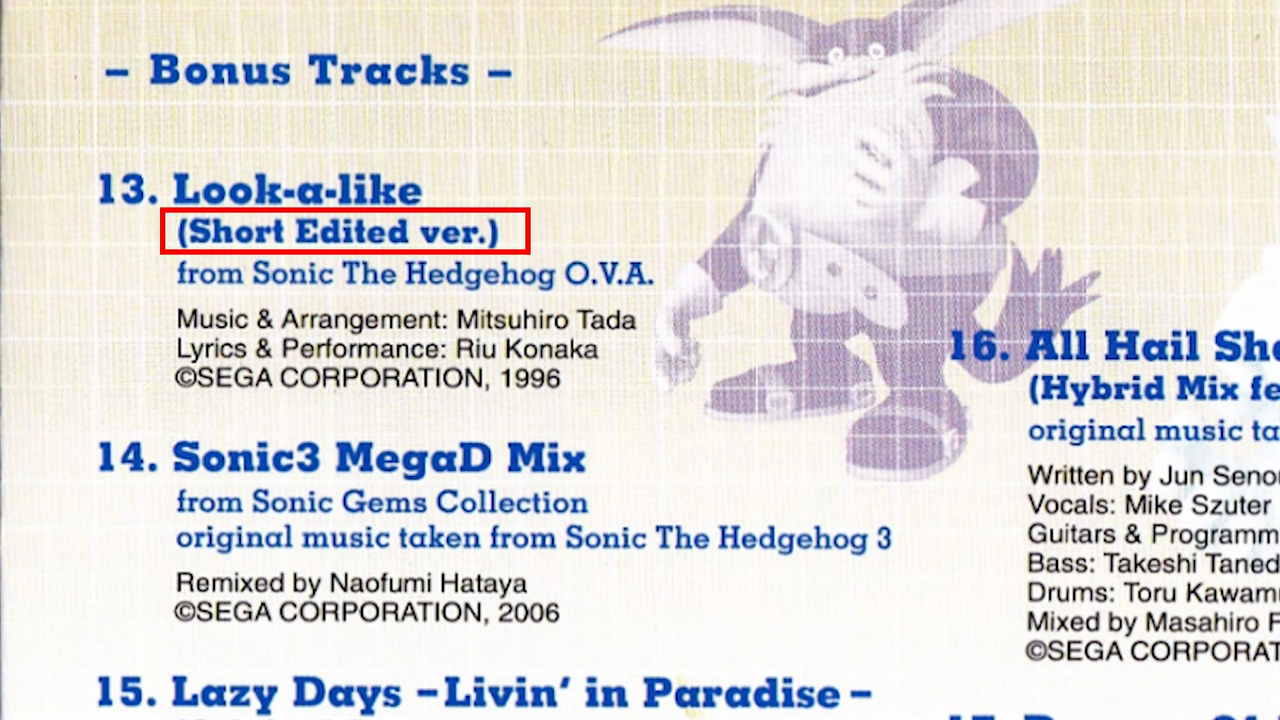 – Bonus Tracks –
13. Look-a-like
(Short Edited ver.)
from Sonic The Hedgehog O.V.A.
Music & Arrangement: Mitsuhiro Tada
Lyrics & Performance: Riu Konaka
©SEGA CORPORATION, 1996
14. Sonic3 MegaD Mix
from Sonic Gems Collection
original music taken from Sonic The Hedgehog 3
Remixed by Naofumi Hataya
©SEGA CORPORATION, 2006
15. Lazy Days –Livin' in Paradise–
16. All Hail
(Hybrid Mix
original music
Written by Jun
Vocals: Mike Szuter
Guitars &
Bass: Takeshi
Drums: Toru
Mixed by Masahiro
©SEGA